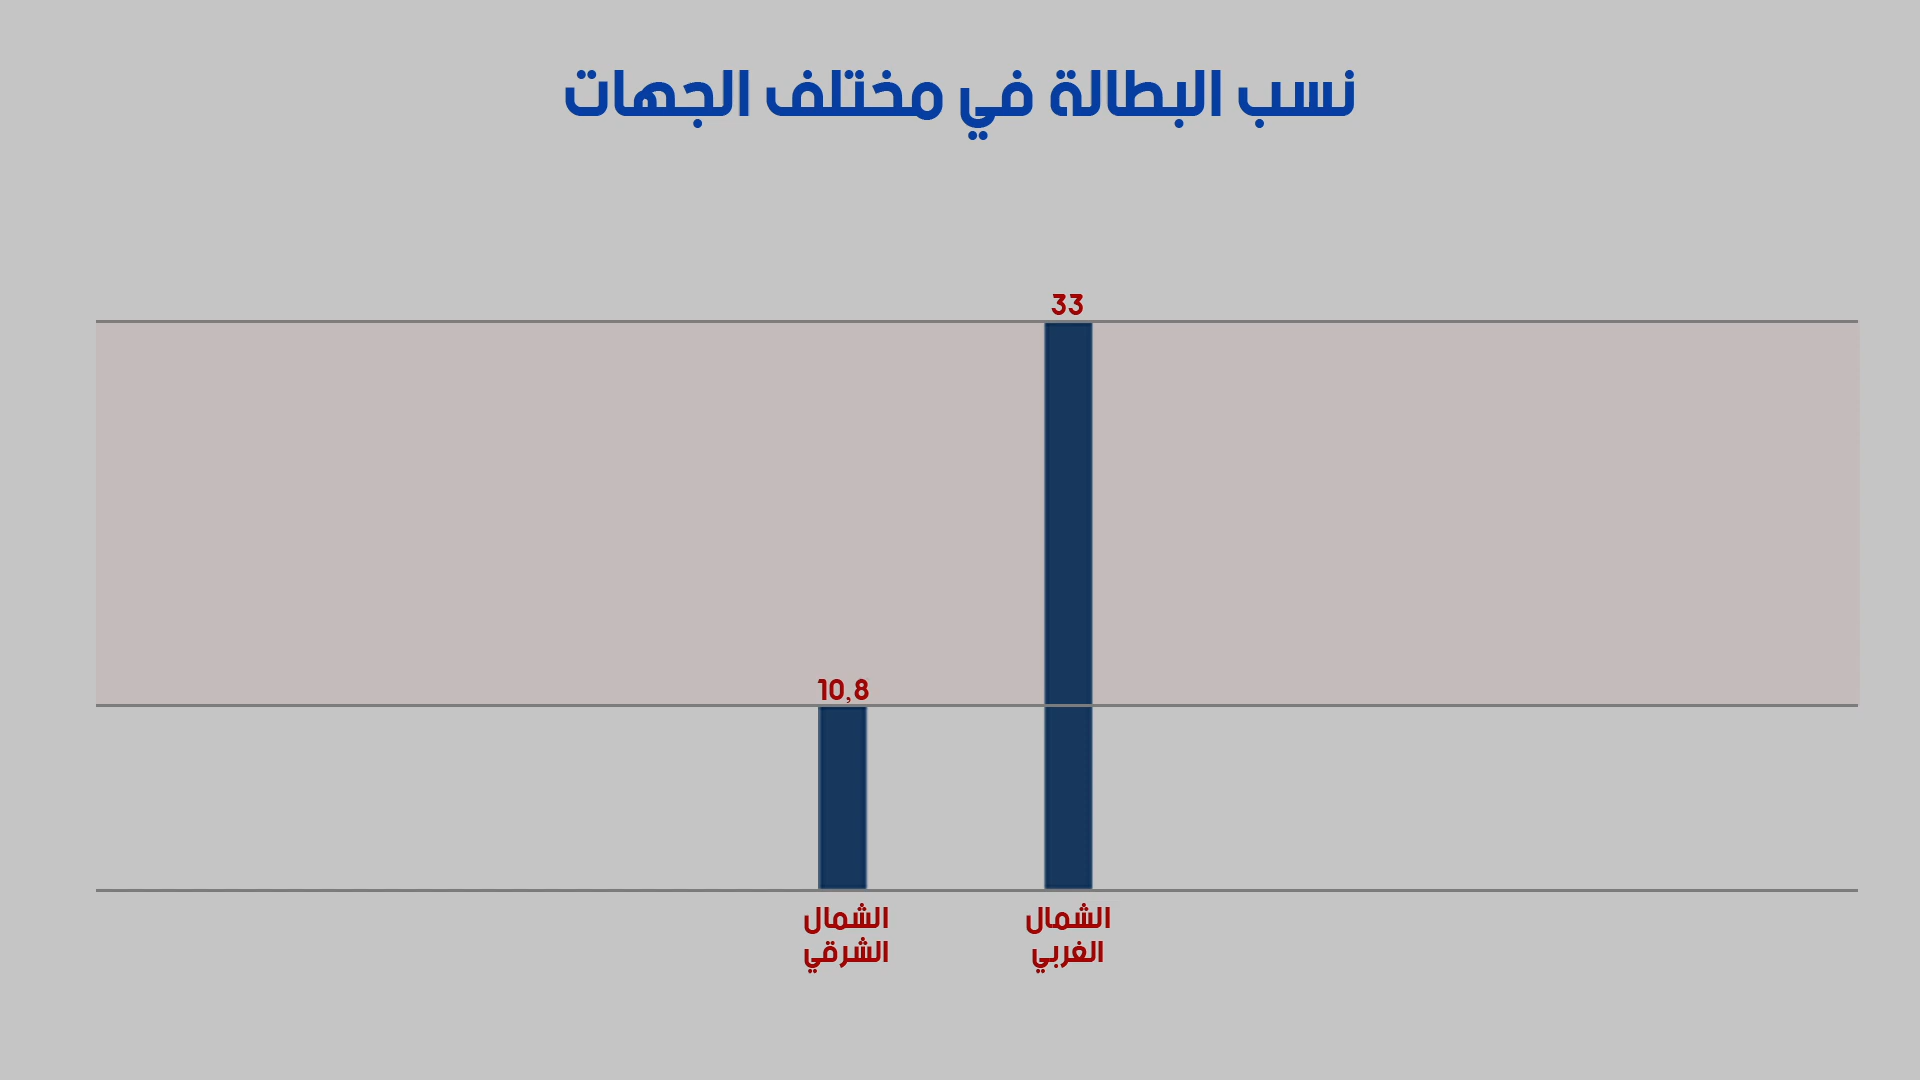 نسب البطالة في مختلف الجهات
33
10,8
الشمال
الغربي
الشمال
الشرقي